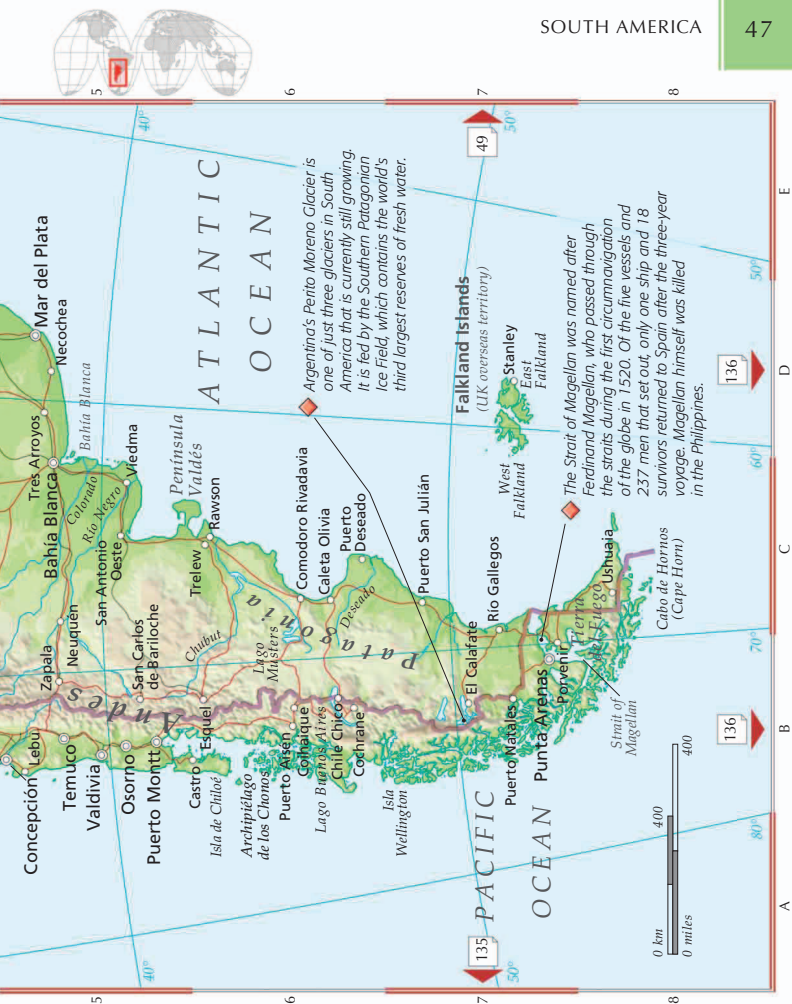 SOUTH AMERICA
47
5
6
7
8
5
6
7
8
A
B
C
D
E
40°
50°
40°
50°
50°
60°
70°
80°
49
135
136
136
ATLANTIC
OCEAN
PACIFIC
OCEAN
Argentina's Perito Moreno Glacier is
one of just three glaciers in South
America that is currently still growing.
It is fed by the Southern Patagonian
Ice Field, which contains the world's
third largest reserves of fresh water.
The Strait of Magellan was named after
Ferdinand Magellan, who passed through
the straits during the first circumnavigation
of the globe in 1520. Of the five vessels and
237 men that set out, only one ship and 18
survivors returned to Spain after the three-year
voyage. Magellan himself was killed
in the Philippines.
Mar del Plata
Necochea
Tres Arroyos
Bahía Blanca
Bahía Blanca
Colorado
Río Negro
Viedma
Península
Valdés
San Antonio
Oeste
Zapala
Neuquén
San Carlos
de Bariloche
Trelew
Rawson
Chubut
Patagonia
Andes
Lago
Musters
Comodoro Rivadavia
Caleta Olivia
Puerto
Deseado
Deseado
Puerto San Julián
Concepción
Lebu
Temuco
Valdivia
Osorno
Puerto Montt
Castro
Esquel
Isla de Chiloé
Archipiélago
de los Chonos
Puerto Aisén
Coihaique
Lago Buenos Aires
Chile Chico
Cochrane
Isla
Wellington
El Calafate
Río Gallegos
Puerto Natales
Punta Arenas
Porvenir
Tierra
del Fuego
Ushuaia
Strait of
Magellan
Cabo de Hornos
(Cape Horn)
Falkland Islands
(UK overseas territory)
Stanley
East
Falkland
West
Falkland
0 km
400
0 miles
400